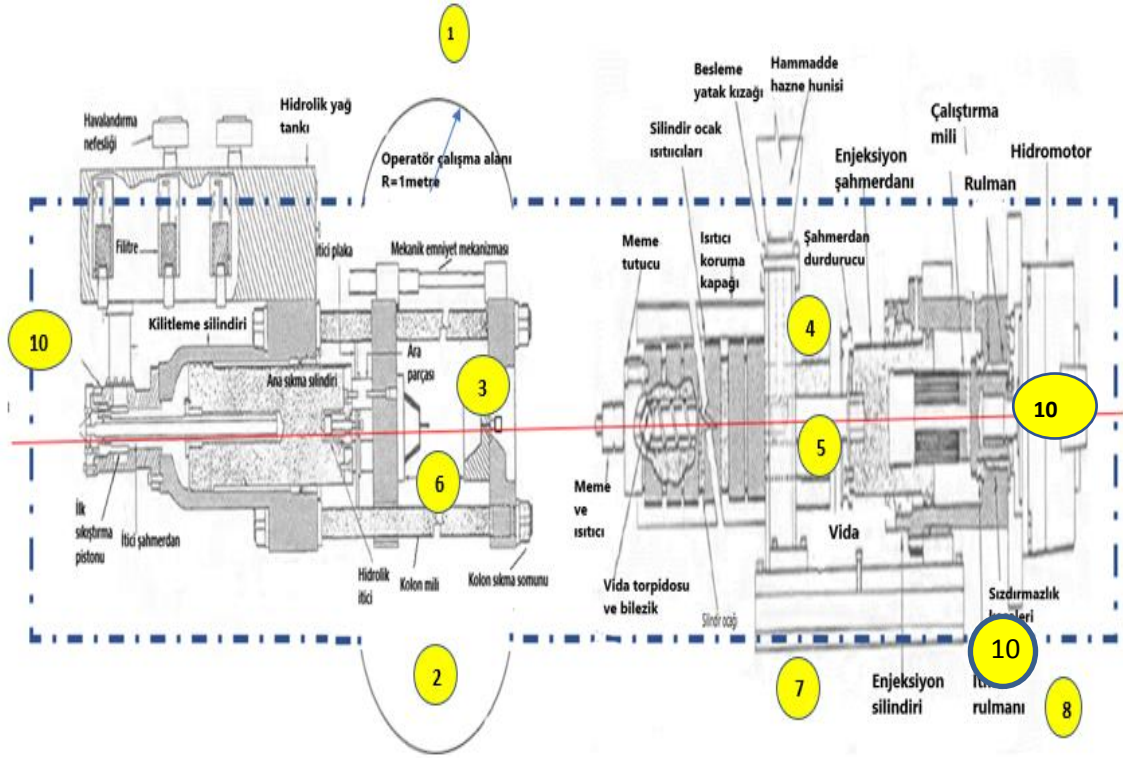 1
Havalandırma
nefesliği
Hidrolik yağ
tankı
Operatör çalışma alanı
R=1metre
Besleme
yatak kızağı
Hammadde
hazne hunisi
Silindir ocak
ısıtıcıları
Enjeksiyon
şahmerdanı
Çalıştırma
mili
Rulman
Hidromotor
Filitre
itici plaka
Mekanik emniyet mekanizması
Meme
tutucu
Isıtıcı
koruma
kapağı
Şahmerdan
durdurucu
10
Kilitleme silindiri
Ana sıkma silindiri
Ara
parçası
3
4
10
5
6
İlk
sıkıştırma
pistonu
İtici şahmerdan
Hidrolik
itici
Kolon mili
Kolon sıkma somunu
Meme
ve
ısıtıcı
Vida torpidosu
ve bilezik
Silindir ocağı
Vida
Sızdırmazlık
10
2
7
Enjeksiyon
silindiri
rulmanı
8